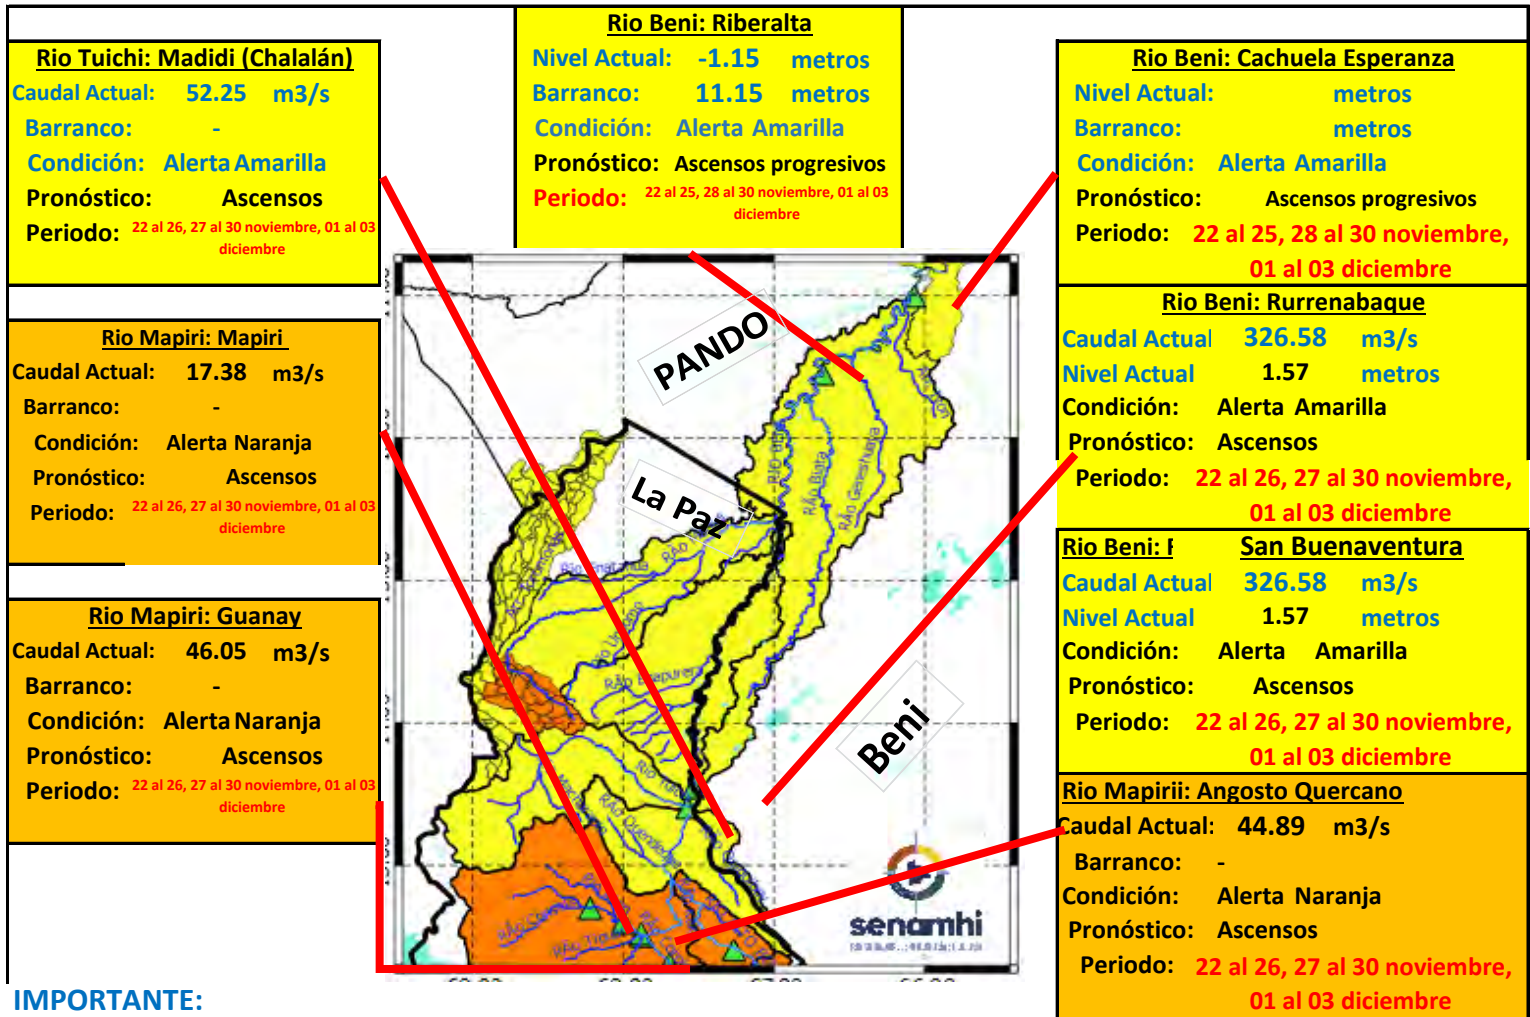 Rio Tuichi: Madidi (Chalalán)
Caudal Actual: 52.25 m3/s
Barranco: -
Condición: Alerta Amarilla
Pronóstico: Ascensos
Periodo: 22 al 26, 27 al 30 noviembre, 01 al 03
diciembre
Rio Mapiri: Mapiri
Caudal Actual: 17.38 m3/s
Barranco: -
Condición: Alerta Naranja
Pronóstico: Ascensos
Periodo: 22 al 26, 27 al 30 noviembre, 01 al 03
diciembre
Rio Mapiri: Guanay
Caudal Actual: 46.05 m3/s
Barranco: -
Condición: Alerta Naranja
Pronóstico: Ascensos
Periodo: 22 al 26, 27 al 30 noviembre, 01 al 03
diciembre
Rio Beni: Riberalta
Nivel Actual: -1.15 metros
Barranco: 11.15 metros
Condición: Alerta Amarilla
Pronóstico: Ascensos progresivos
Periodo: 22 al 25, 28 al 30 noviembre, 01 al 03
diciembre
PANDO
La Paz
Beni
senamhi
Rio Beni: Cachuela Esperanza
Nivel Actual: metros
Barranco: metros
Condición: Alerta Amarilla
Pronóstico: Ascensos progresivos
Periodo: 22 al 25, 28 al 30 noviembre,
01 al 03 diciembre
Rio Beni: Rurrenabaque
Caudal Actual 326.58 m3/s
Nivel Actual 1.57 metros
Condición: Alerta Amarilla
Pronóstico: Ascensos
Periodo: 22 al 26, 27 al 30 noviembre,
01 al 03 diciembre
Rio Beni: San Buenaventura
Caudal Actual 326.58 m3/s
Nivel Actual 1.57 metros
Condición: Alerta Amarilla
Pronóstico: Ascensos
Periodo: 22 al 26, 27 al 30 noviembre,
01 al 03 diciembre
Rio Mapirii: Angosto Quercano
Caudal Actual: 44.89 m3/s
Barranco: -
Condición: Alerta Naranja
Pronóstico: Ascensos
Periodo: 22 al 26, 27 al 30 noviembre,
01 al 03 diciembre
IMPORTANTE: